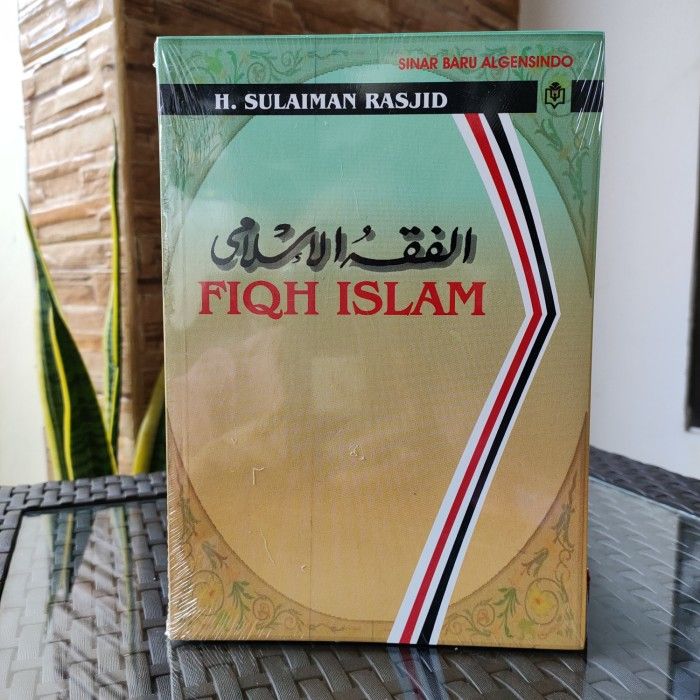 SINAR BARU ALGENSINDO
H. SULAIMAN RASJID
الفقه الإسلامي
FIQH ISLAM